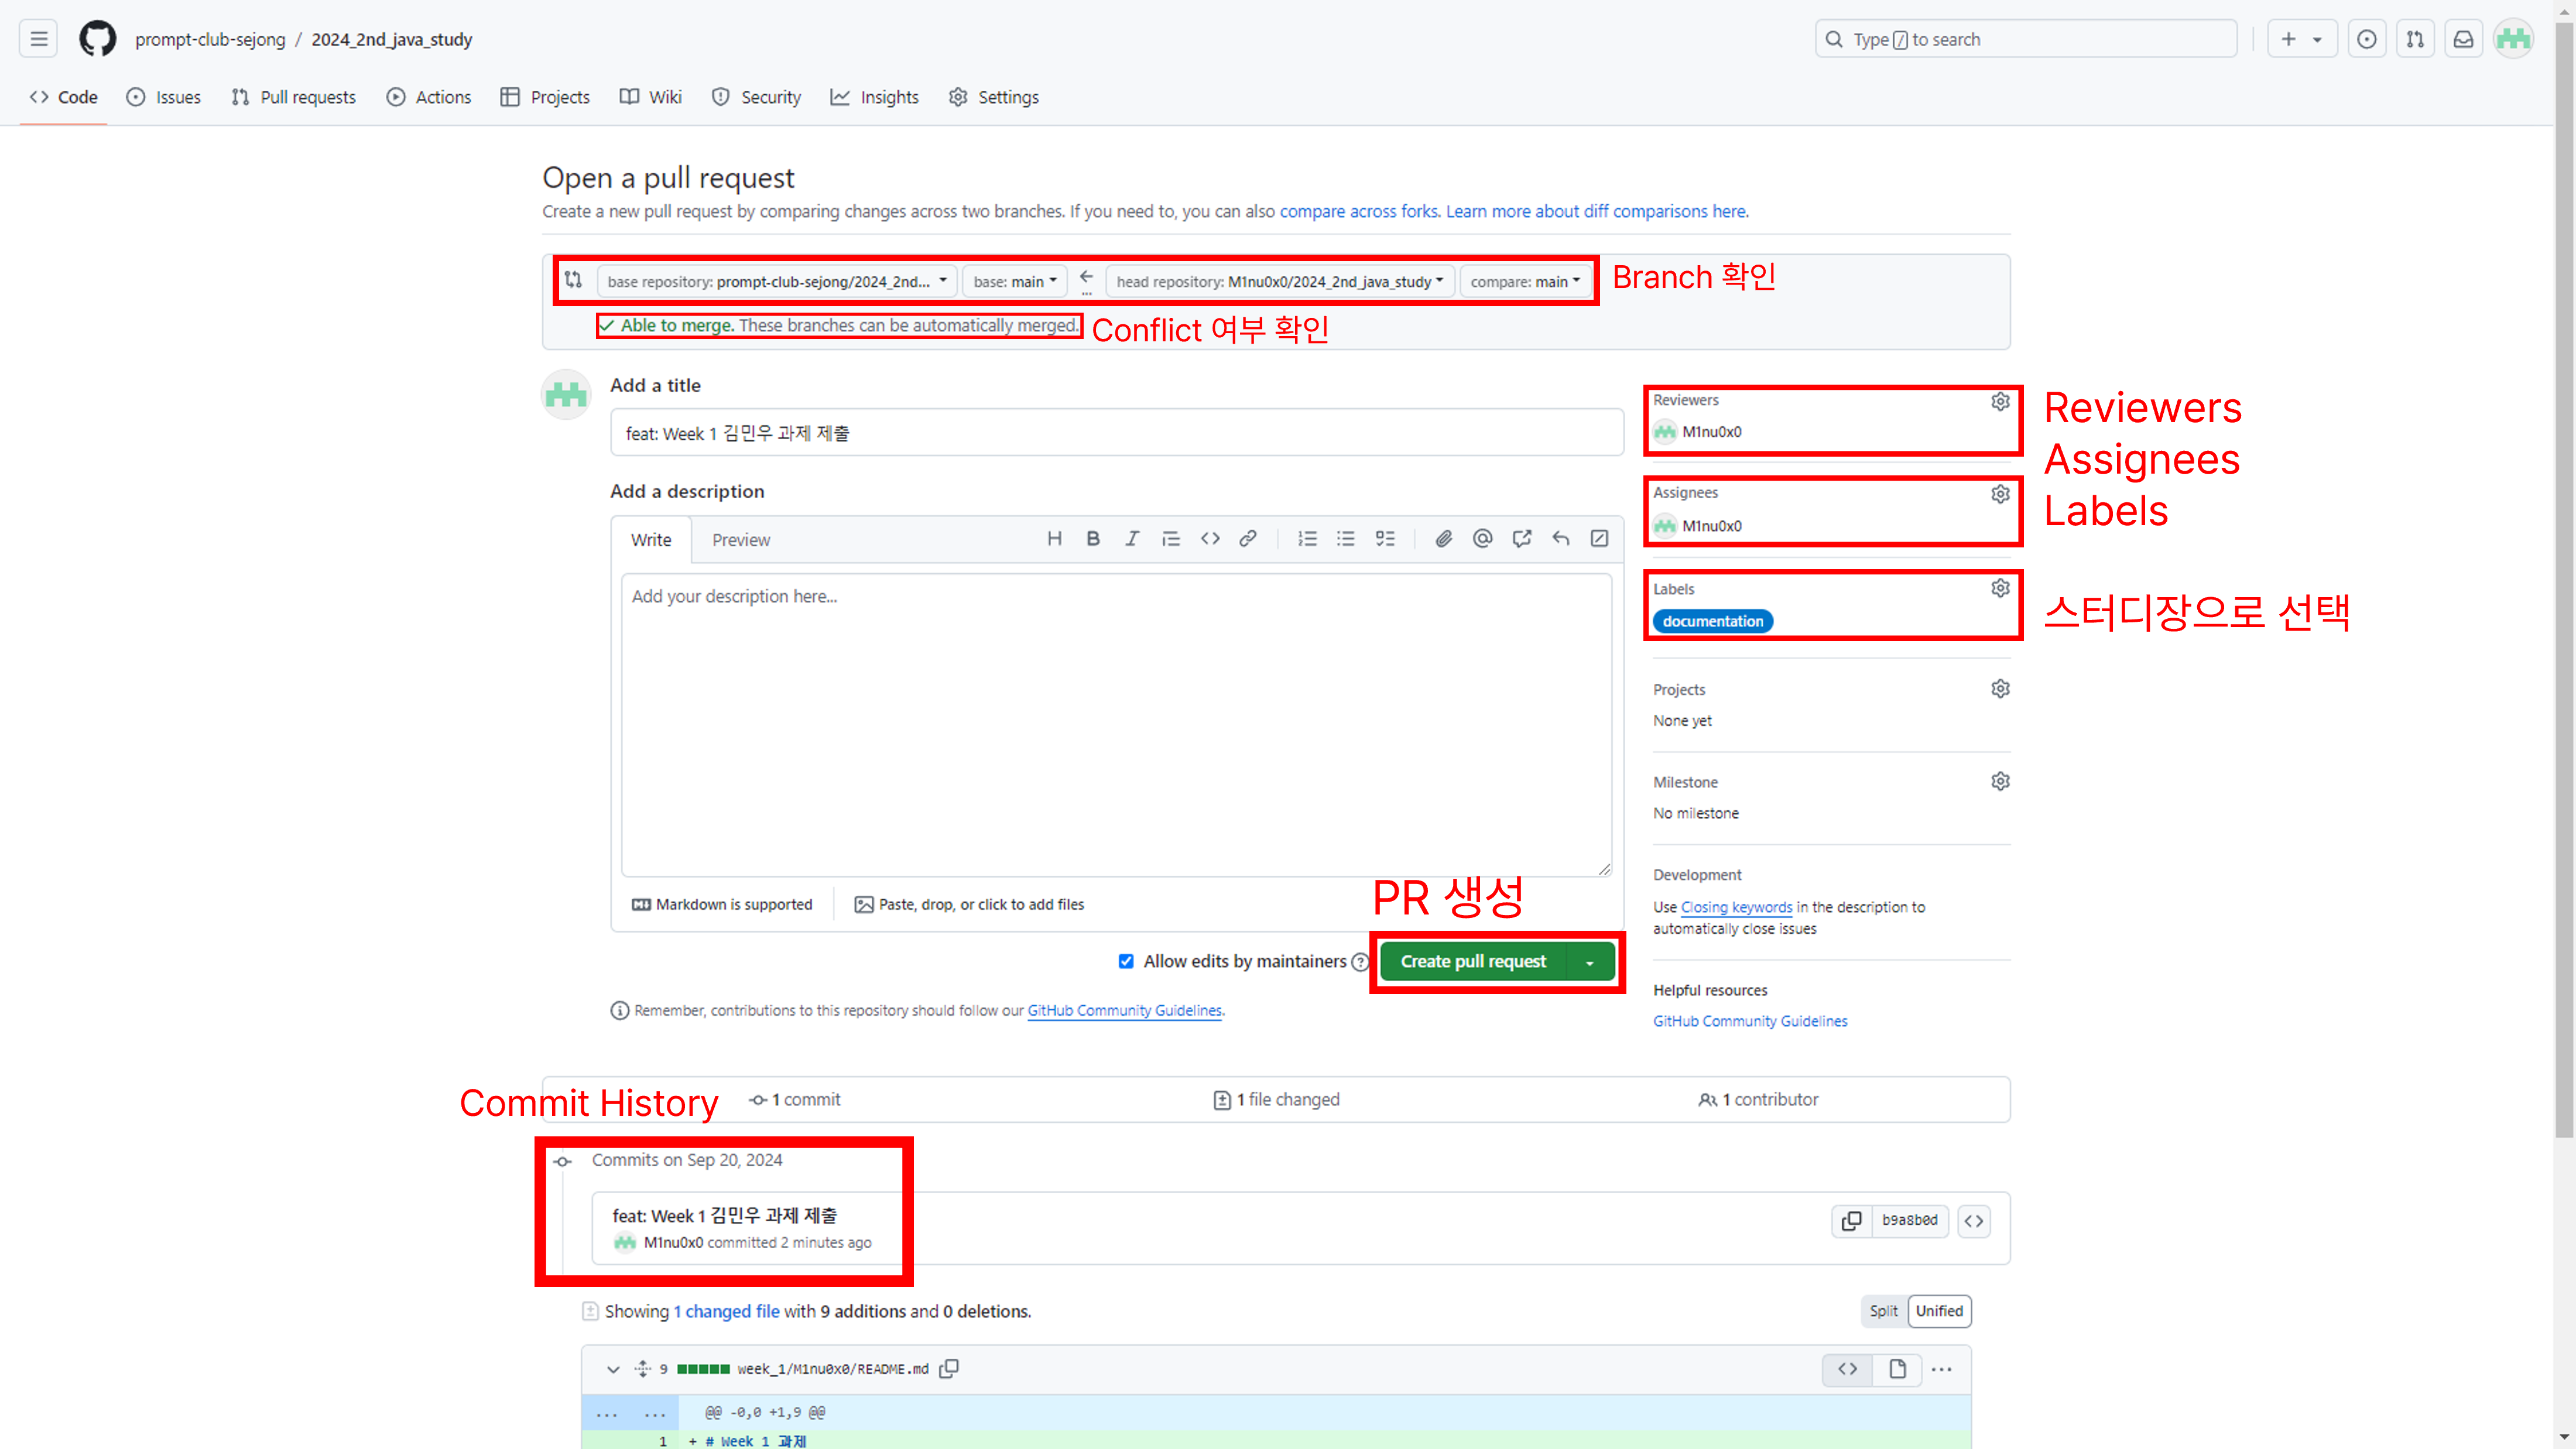 prompt-club-sejong / 2024_2nd_java_study
Type / to search
Code Issues Pull requests Actions Projects Wiki Security Insights Settings
Open a pull request
Create a new pull request by comparing changes across two branches. If you need to, you can also compare across forks. Learn more about diff comparisons here.
base repository: prompt-club-sejong/2024_2nd... base: main head repository: M1nu0x0/2024_2nd_java_study compare: main
Branch 확인
Able to merge. These branches can be automatically merged.
Conflict 여부 확인
Add a title
feat: Week 1 김민우 과제 제출
Add a description
Write Preview
Add your description here...
Markdown is supported
Paste, drop, or click to add files
PR 생성
Allow edits by maintainers
Create pull request
Remember, contributions to this repository should follow our GitHub Community Guidelines.
Reviewers
M1nu0x0
Assignees
M1nu0x0
Labels
documentation
Reviewers
Assignees
Labels
스터디장으로 선택
Projects
None yet
Milestone
No milestone
Development
Use Closing keywords in the description to
automatically close issues
Helpful resources
GitHub Community Guidelines
Commit History
1 commit
1 file changed
1 contributor
Commits on Sep 20, 2024
feat: Week 1 김민우 과제 제출
M1nu0x0 committed 2 minutes ago
b9a8b0d
Showing 1 changed file with 9 additions and 0 deletions.
Split Unified
9 week_1/M1nu0x0/README.md
... ... @@ -0,0 +1,9 @@
1 + # Week 1 과제